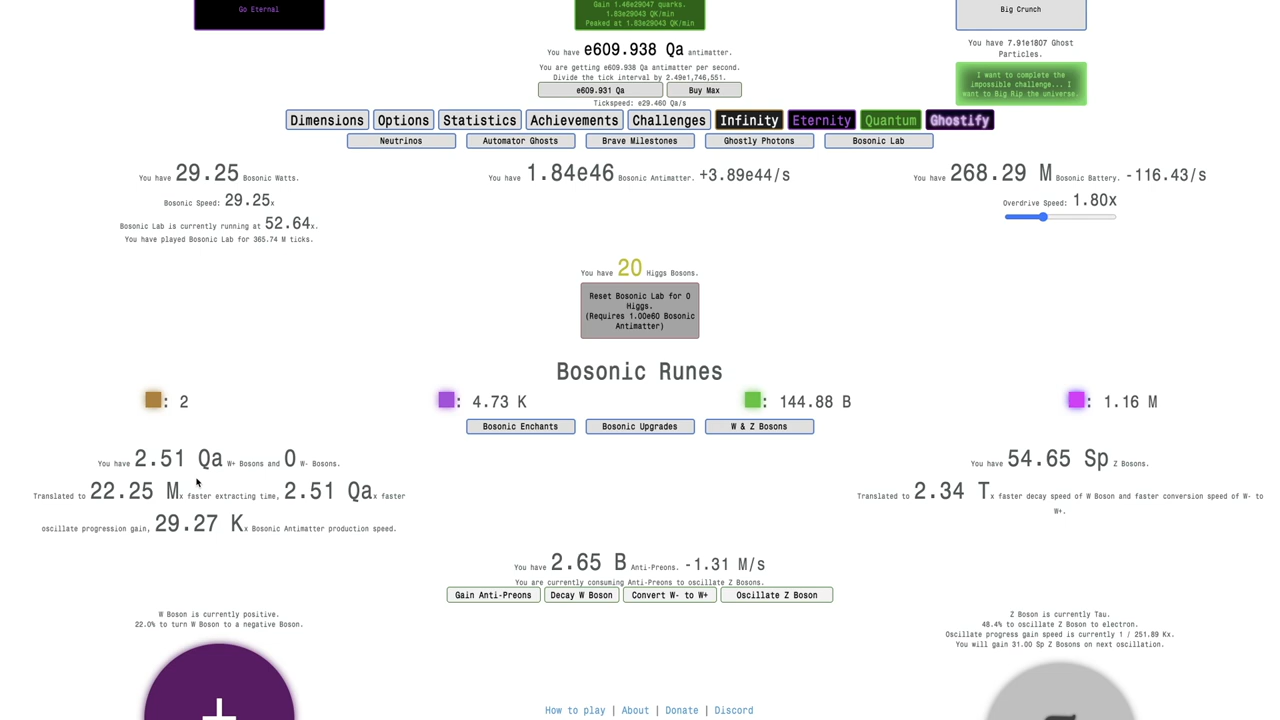 Go Eternal
Gain 1.46e29047 quarks.
1.83e29043 QK/min
Peaked at 1.83e29043 QK/min
Big Crunch
You have e609.938 Qa antimatter.
You have 7.91e1807 Ghost
Particles.
You are getting e609.938 Qa antimatter per second.
Divide the tick interval by 2.49e1,746,551.
I want to complete the
impossible challenge... I
want to Big Rip the universe.
e609.931 Qa
Buy Max
Tickspeed: e29.460 Qa/s
Dimensions Options Statistics Achievements Challenges Infinity Eternity Quantum Ghostify
Neutrinos Automator Ghosts Brave Milestones Ghostly Photons Bosonic Lab
You have 29.25 Bosonic Watts.
You have 1.84e46 Bosonic Antimatter. +3.89e44/s
You have 268.29 M Bosonic Battery. -116.43/s
Bosonic Speed: 29.25x
Overdrive Speed: 1.80x
Bosonic Lab is currently running at 52.64x.
You have played Bosonic Lab for 365.74 M ticks.
You have 20 Higgs Bosons.
Reset Bosonic Lab for 0
Higgs.
(Requires 1.00e60 Bosonic
Antimatter)
Bosonic Runes
: 2
: 4.73 K
: 144.88 B
: 1.16 M
Bosonic Enchants Bosonic Upgrades W & Z Bosons
You have 2.51 Qa W+ Bosons and 0 W- Bosons.
You have 54.65 Sp Z Bosons.
Translated to 22.25 Mx faster extracting time, 2.51 Qax faster
oscillate progression gain, 29.27 Kx Bosonic Antimatter production speed.
Translated to 2.34 Tx faster decay speed of W Boson and faster conversion speed of W- to
W+.
You have 2.65 B Anti-Preons. -1.31 M/s
You are currently consuming Anti-Preons to oscillate Z Bosons.
Gain Anti-Preons Decay W Boson Convert W- to W+ Oscillate Z Boson
W Boson is currently positive.
22.0% to turn W Boson to a negative Boson.
Z Boson is currently Tau.
48.4% to oscillate Z Boson to electron.
Oscillate progress gain speed is currently 1 / 251.89 Kx.
You will gain 31.00 Sp Z Bosons on next oscillation.
+
How to play | About | Donate | Discord